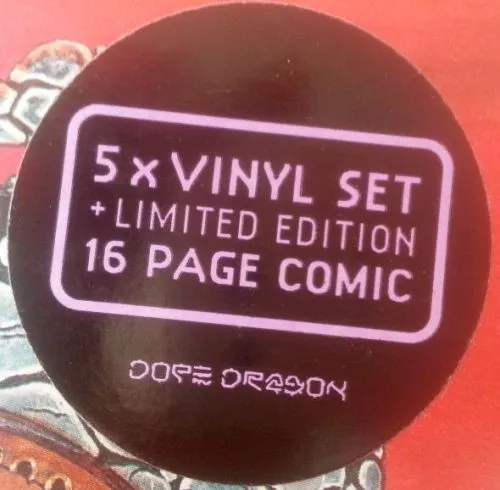 5 x VINYL SET
+ LIMITED EDITION
16 PAGE COMIC
DOPE DRAGON